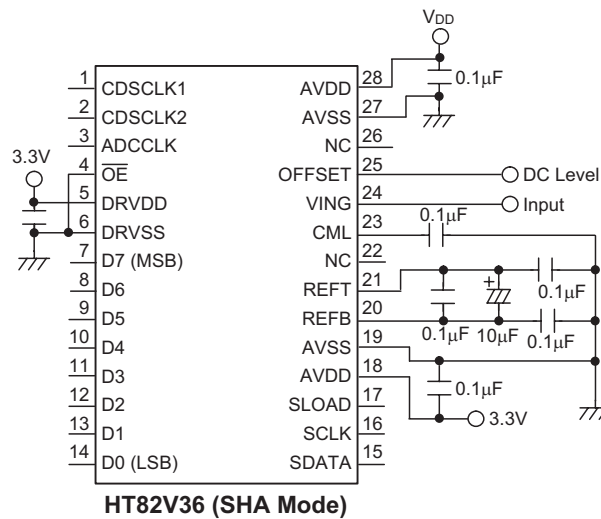 VDD
1 CDSCLK1 AVDD 28 0.1µF
2 CDSCLK2 AVSS 27
3 ADCCLK NC 26
3.3V 4 OE OFFSET 25 DC Level
5 DRVDD VING 24 Input
6 DRVSS CML 23 0.1µF
7 D7 (MSB) NC 22
8 D6 REFT 21 0.1µF
9 D5 REFB 20 0.1µF + 10µF 0.1µF
10 D4 AVSS 19
11 D3 AVDD 18 0.1µF
12 D2 SLOAD 17 3.3V
13 D1 SCLK 16
14 D0 (LSB) SDATA 15
HT82V36 (SHA Mode)